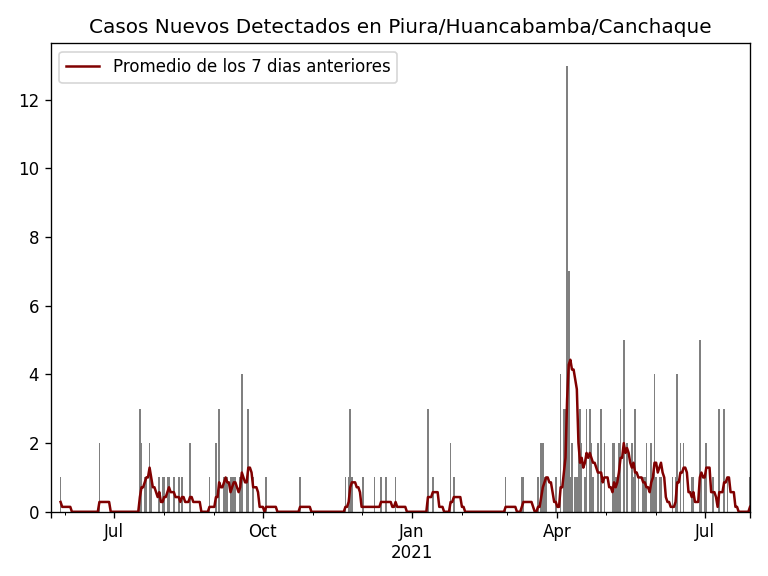 Casos Nuevos Detectados en Piura/Huancabamba/Canchaque
Promedio de los 7 dias anteriores
12
10
8
6
4
2
0
Jul
Oct
Jan
2021
Apr
Jul